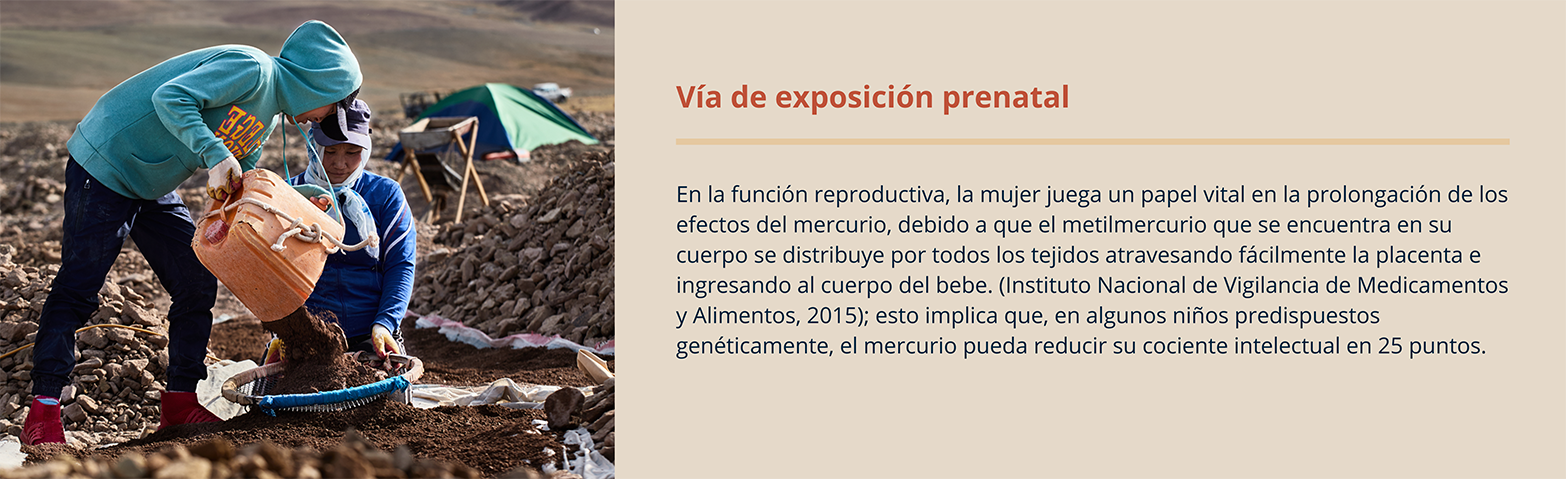 Vía de exposición prenatal
En la función reproductiva, la mujer juega un papel vital en la prolongación de los
efectos del mercurio, debido a que el metilmercurio que se encuentra en su
cuerpo se distribuye por todos los tejidos atravesando fácilmente la placenta e
ingresando al cuerpo del bebe. (Instituto Nacional de Vigilancia de Medicamentos
y Alimentos, 2015); esto implica que, en algunos niños predispuestos
genéticamente, el mercurio pueda reducir su cociente intelectual en 25 puntos.